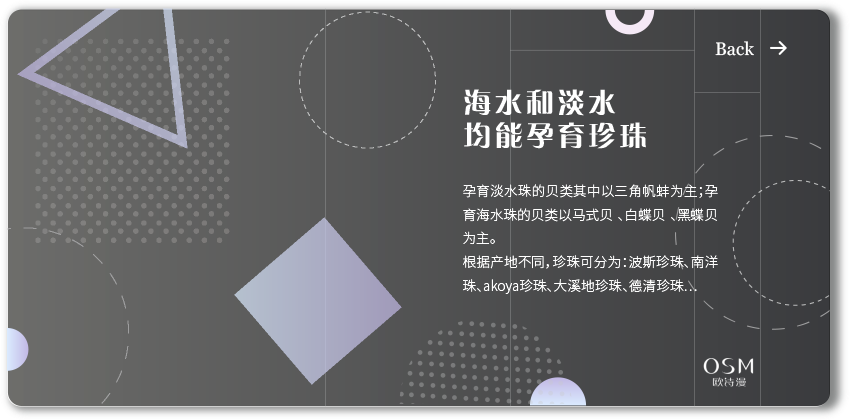 Back
海水和淡水
均能孕育珍珠
孕育淡水珠的贝类其中以三角帆蚌为主；孕
育海水珠的贝类以马式贝、白蝶贝、黑蝶贝
为主。
根据产地不同，珍珠可分为：波斯珍珠、南洋
珠、akoya珍珠、大溪地珍珠、德清珍珠...
OSM
欧诗漫